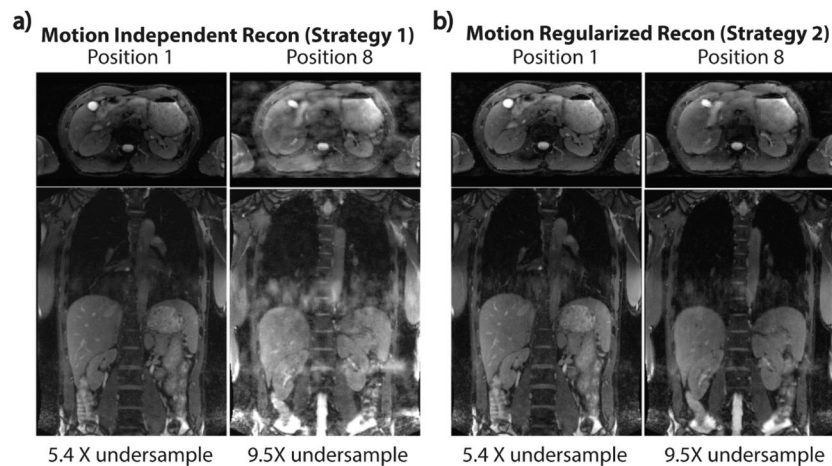 a) Motion Independent Recon (Strategy 1)
Position 1 Position 8
5.4 X undersample 9.5X undersample
b) Motion Regularized Recon (Strategy 2)
Position 1 Position 8
5.4 X undersample 9.5X undersample